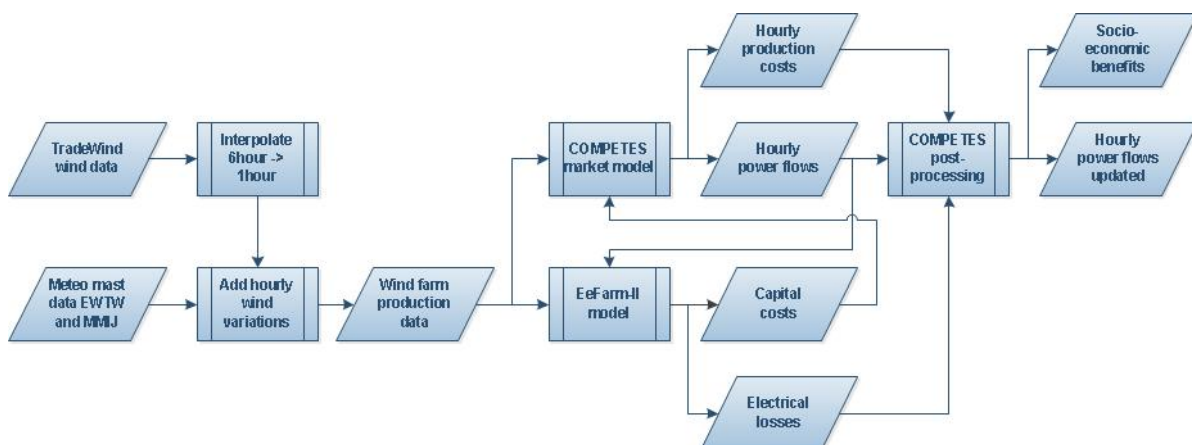 Hourly
production
costs
Socio-
economic
benefits
TradeWind
wind data
Interpolate
6hour ->
1hour
COMPETES
market model
Hourly
power flows
COMPETES
post-
processing
Hourly
power flows
updated
Meteo mast
data EWTW
and MMIJ
Add hourly
wind
variations
Wind farm
production
data
EeFarm-II
model
Capital
costs
Electrical
losses